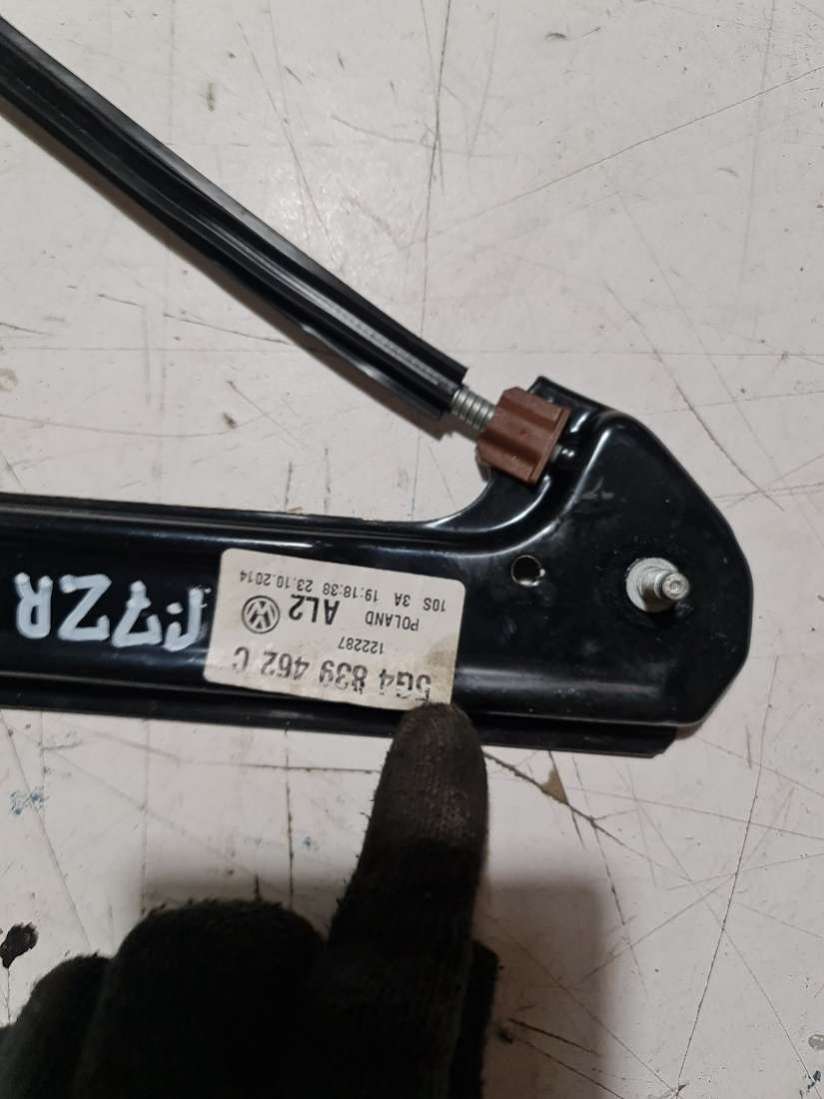 5G4 839 462 C
122287
POLAND AL2
10S 3A 19:18:38 23.10.2014